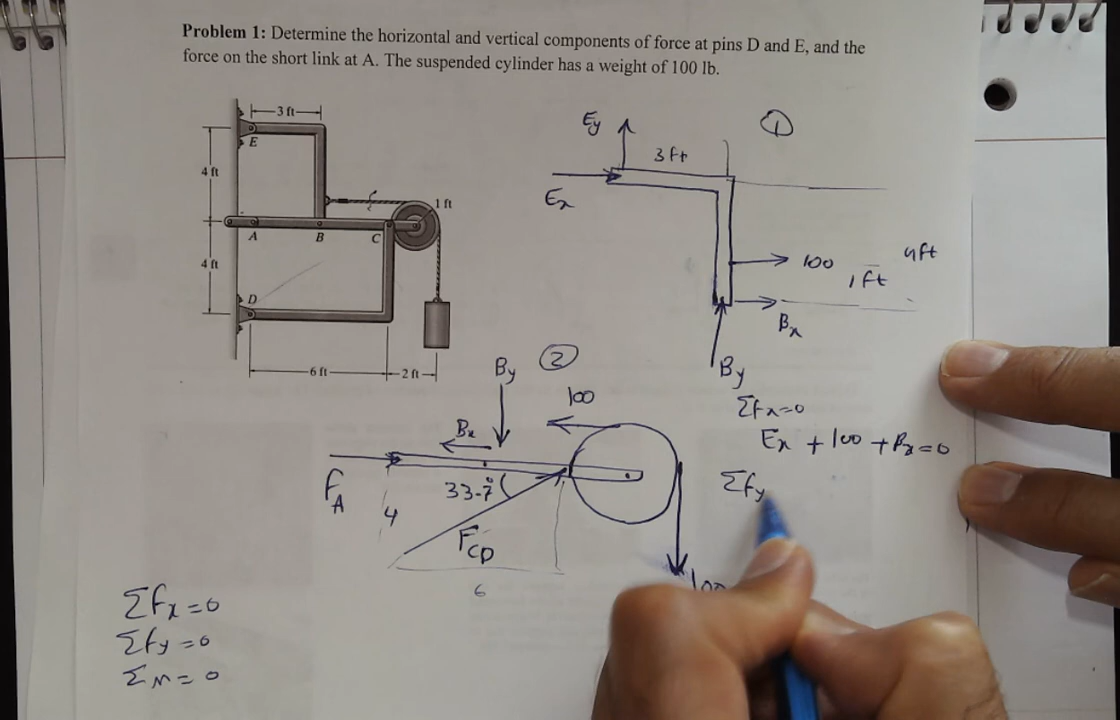 Problem 1: Determine the horizontal and vertical components of force at pins D and E, and the
force on the short link at A. The suspended cylinder has a weight of 100 lb.
3 ft
E
4 ft
1 ft
A
B
C
4 ft
D
6 ft
2 ft
Ey
3 ft
1
Ex
100
1 ft
4ft
Bx
By
ΣFx=0
Ex + 100 + Bx = 0
ΣFy
By
2
100
Bx
FA
33.7°
4
FCD
6
100
ΣFx = 0
ΣFy = 0
ΣM = 0